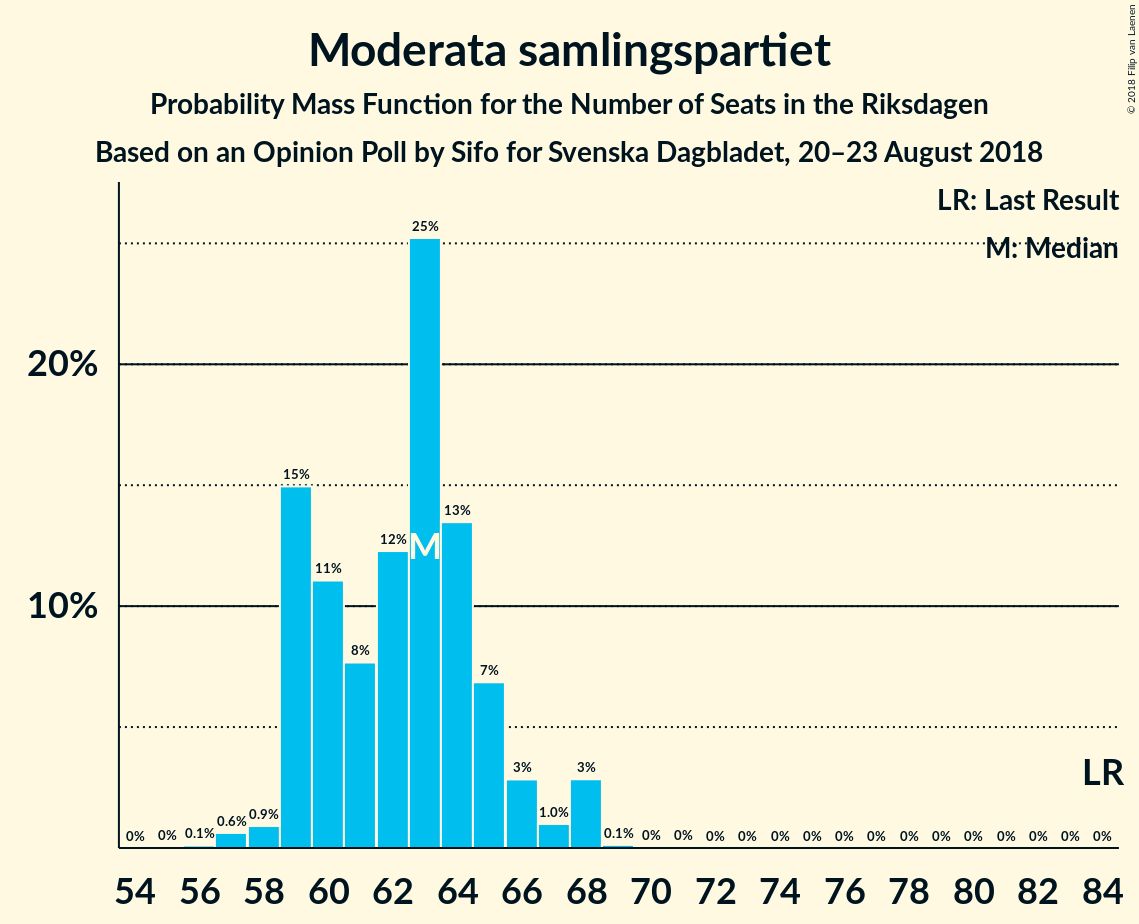 Moderata samlingspartiet
Probability Mass Function for the Number of Seats in the Riksdagen
Based on an Opinion Poll by Sifo for Svenska Dagbladet, 20–23 August 2018
© 2018 Filip van Laenen
LR: Last Result
M: Median
20%
10%
0% 0% 0.1% 0.6% 0.9% 15% 11% 8% 12% 25% 13% 7% 3% 1.0% 3% 0.1% 0% 0% 0% 0% 0% 0% 0% 0% 0% 0% 0% 0% 0% 0% 0%
M
LR
54 56 58 60 62 64 66 68 70 72 74 76 78 80 82 84